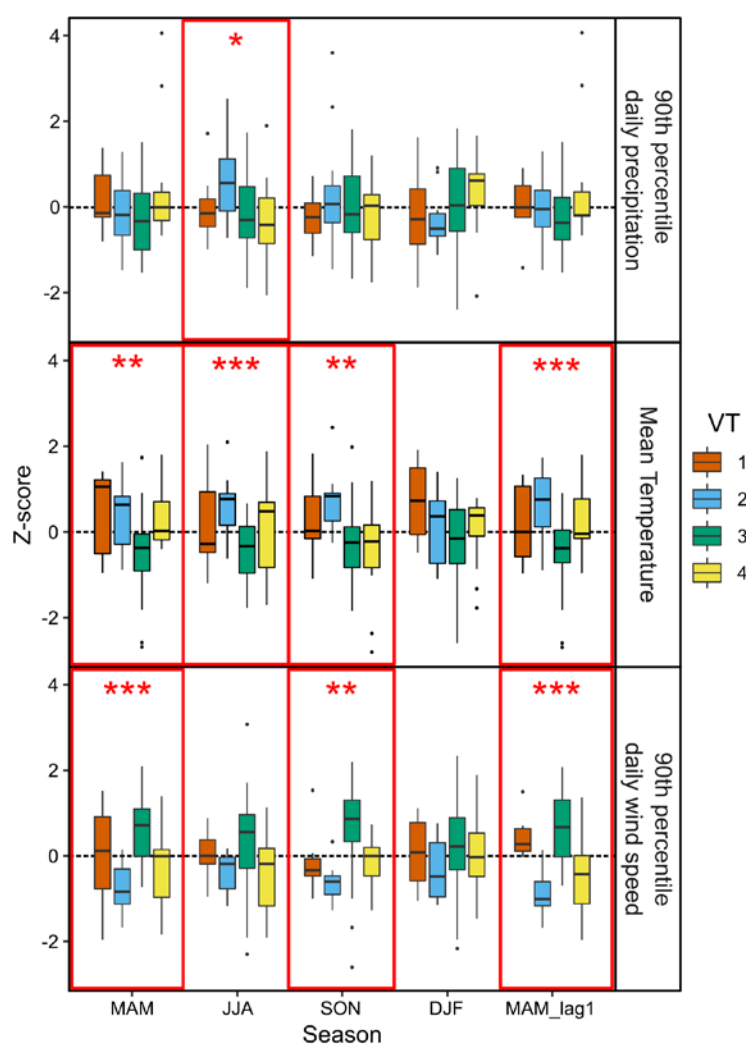 4
2
0
-2
*
90th percentile
daily precipitation
4
2
0
-2
**
***
**
***
Mean Temperature
Z-score
4
2
0
-2
***
**
***
90th percentile
daily wind speed
MAM
JJA
SON
DJF
MAM_lag1
Season
VT
1
2
3
4